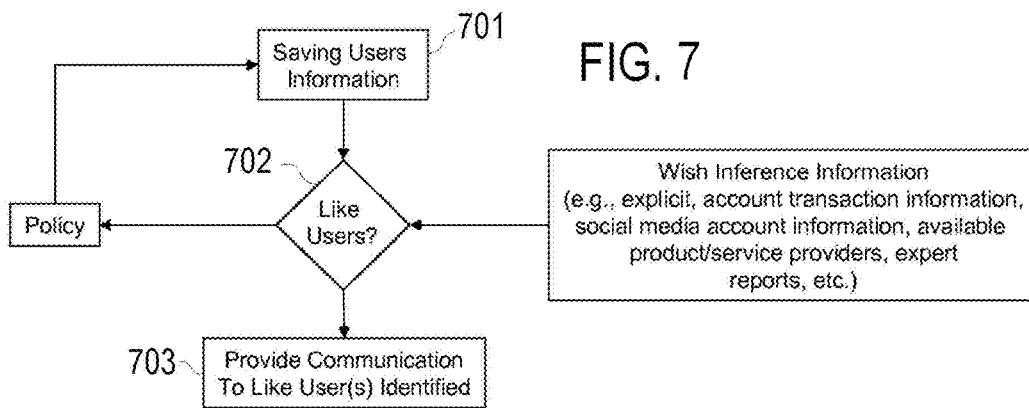 701
Saving Users
Information
FIG. 7
702
Like
Users?
Policy
Wish Inference Information
(e.g., explicit, account transaction information,
social media account information, available
product/service providers, expert
reports, etc.)
703
Provide Communication
To Like User(s) Identified